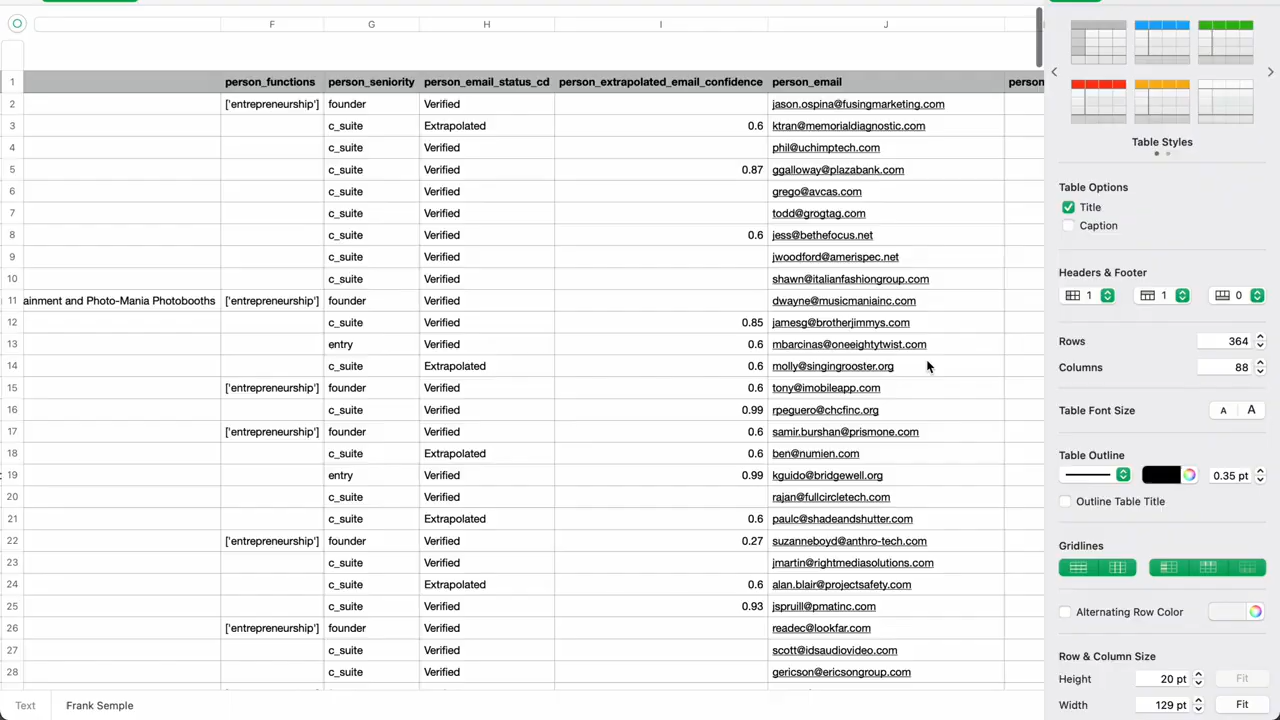 F G H I J
1 person_functions person_seniority person_email_status_cd person_extrapolated_email_confidence person_email person
2 ['entrepreneurship'] founder Verified jason.ospina@fusingmarketing.com
3 c_suite Extrapolated 0.6 ktran@memorialdiagnostic.com
4 c_suite Verified phil@uchimptech.com
5 c_suite Verified 0.87 ggalloway@plazabank.com
6 c_suite Verified grego@avcas.com
7 c_suite Verified todd@grogtag.com
8 c_suite Verified 0.6 jess@bethefocus.net
9 c_suite Verified jwoodford@amerispec.net
10 c_suite Verified shawn@italianfashiongroup.com
11 ainment and Photo-Mania Photobooths ['entrepreneurship'] founder Verified dwayne@musicmaniainc.com
12 c_suite Verified 0.85 jamesg@brotherjimmys.com
13 entry Verified 0.6 mbarcinas@oneeightytwist.com
14 c_suite Extrapolated 0.6 molly@singingrooster.org
15 ['entrepreneurship'] founder Verified 0.6 tony@imobileapp.com
16 c_suite Verified 0.99 rpeguero@chcfinc.org
17 ['entrepreneurship'] founder Verified 0.6 samir.burshan@prismone.com
18 c_suite Extrapolated 0.6 ben@numien.com
19 entry Verified 0.99 kguido@bridgewell.org
20 c_suite Verified rajan@fullcircletech.com
21 c_suite Extrapolated 0.6 paulc@shadeandshutter.com
22 ['entrepreneurship'] founder Verified 0.27 suzanneboyd@anthro-tech.com
23 c_suite Verified jmartin@rightmediasolutions.com
24 c_suite Extrapolated 0.6 alan.blair@projectsafety.com
25 c_suite Verified 0.93 jspruill@pmatinc.com
26 ['entrepreneurship'] founder Verified readec@lookfar.com
27 c_suite Verified scott@idsaudiovideo.com
28 c_suite Verified gericson@ericsongroup.com
Text Frank Semple
Table Styles
Table Options
Title
Caption
Headers & Footer
1 1 0
Rows 364
Columns 88
Table Font Size A A
Table Outline
0.35 pt
Outline Table Title
Gridlines
Alternating Row Color
Row & Column Size
Height 20 pt Fit
Width 129 pt Fit